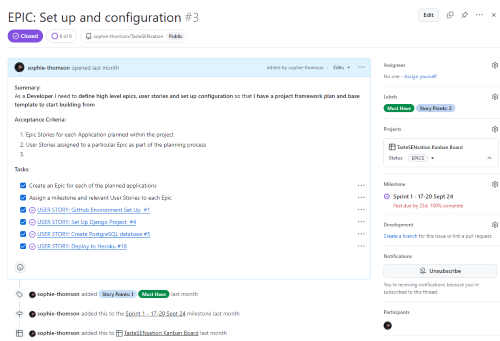 EPIC: Set up and configuration #3
Edit
Closed
6 of 6
sophie-thomson/TasteSENsation Public
sophie-thomson opened last month
edited by sophie-thomson
Edits
Summary:
As a Developer I need to define high level epics, user stories and set up configuration so that I have a project framework plan and base
template to start building from
Acceptance Criteria:
1. Epic Stories for each Application planned within the project
2. User Stories assigned to a particular Epic as part of the planning process
3.
Tasks:
Create an Epic for each of the planned applications
Assign a milestone and relevant User Stories to each Epic
USER STORY: GitHub Environment Set Up #1
USER STORY: Set Up Django Project #4
USER STORY: Create PostgreSQL database #5
USER STORY: Deploy to Heroku #18
sophie-thomson added Story Points: 1 Must Have last month
sophie-thomson added this to the Sprint 1 - 17-20 Sept 24 milestone last month
sophie-thomson added this to TasteSENsation Kanban Board last month
Assignees
No one - Assign yourself
Labels
Must Have
Story Points: 2
Projects
TasteSENsation Kanban Board
Status
EPICS
Milestone
Sprint 1 - 17-20 Sept 24
Past due by 23d 100% complete
Development
Create a branch for this issue or link a pull request.
Notifications
Unsubscribe
You're receiving notifications because you're
subscribed to this thread.
Participants